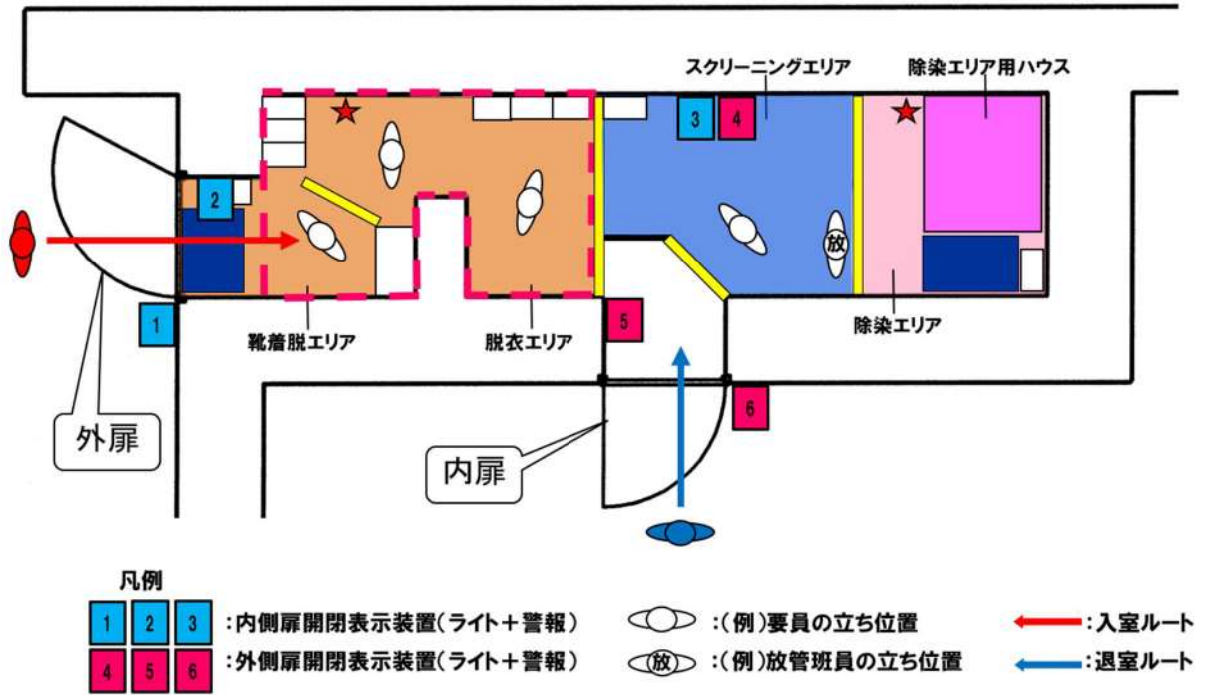 スクリーニングエリア
除染エリア用ハウス
3
4
2
放
1
5
靴着脱エリア
脱衣エリア
除染エリア
6
外扉
内扉
凡例
1 2 3 :内側扉開閉表示装置(ライト+警報)
:(例)要員の立ち位置
:入室ルート
4 5 6 :外側扉開閉表示装置(ライト+警報)
放 :(例)放管班員の立ち位置
:退室ルート